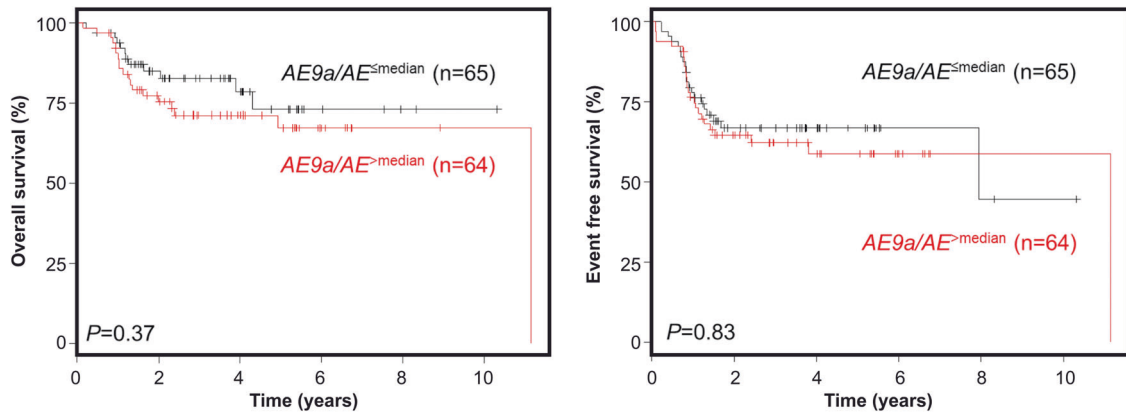 100
75
50
25
0
Overall survival (%)
AE9a/AE≤median (n=65)
AE9a/AE>median (n=64)
P=0.37
0 2 4 6 8 10
Time (years)
100
75
50
25
0
Event free survival (%)
AE9a/AE≤median (n=65)
AE9a/AE>median (n=64)
P=0.83
0 2 4 6 8 10
Time (years)